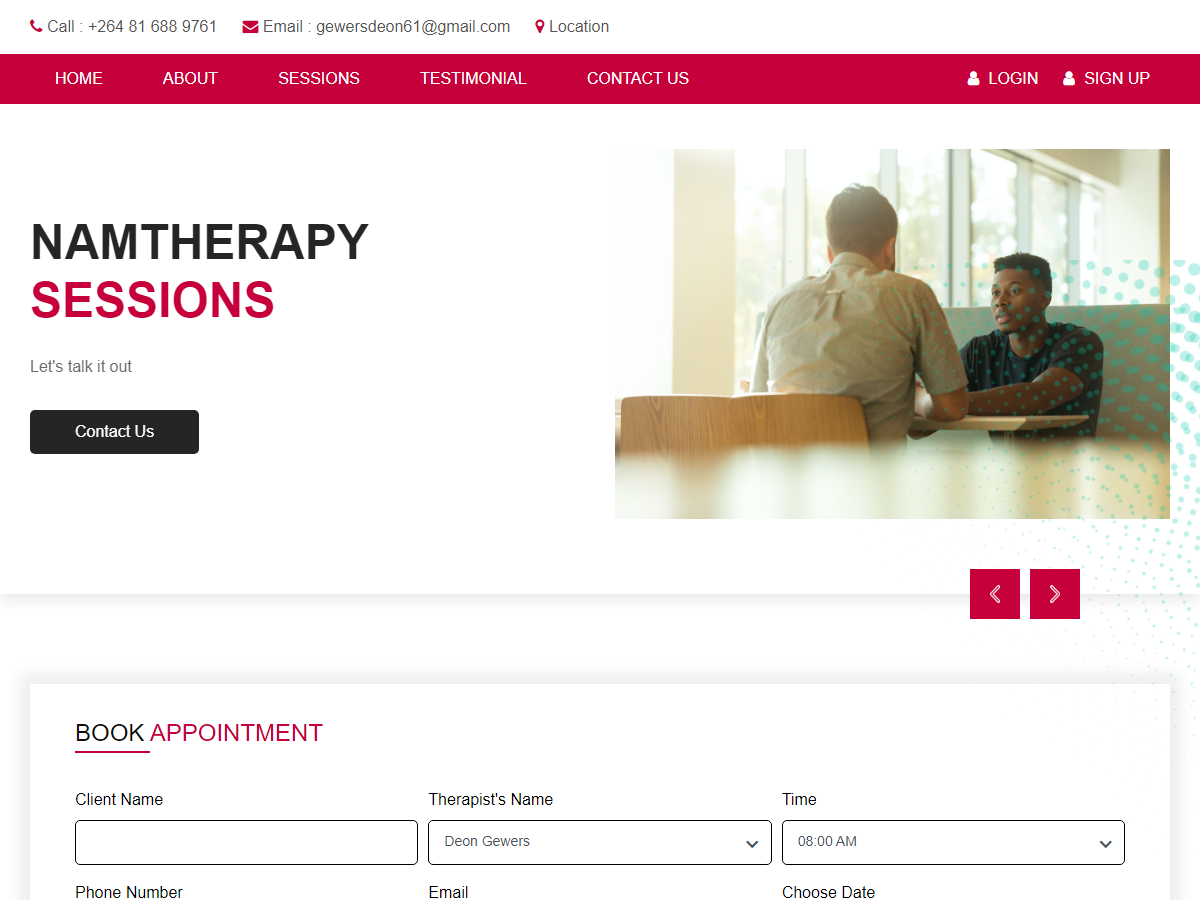 Call : +264 81 688 9761 Email : gewersdeon61@gmail.com Location
HOME ABOUT SESSIONS TESTIMONIAL CONTACT US LOGIN SIGN UP
NAMTHERAPY
SESSIONS
Let's talk it out
Contact Us
BOOK APPOINTMENT
Client Name Therapist's Name Time
Deon Gewers 08:00 AM
Phone Number Email Choose Date